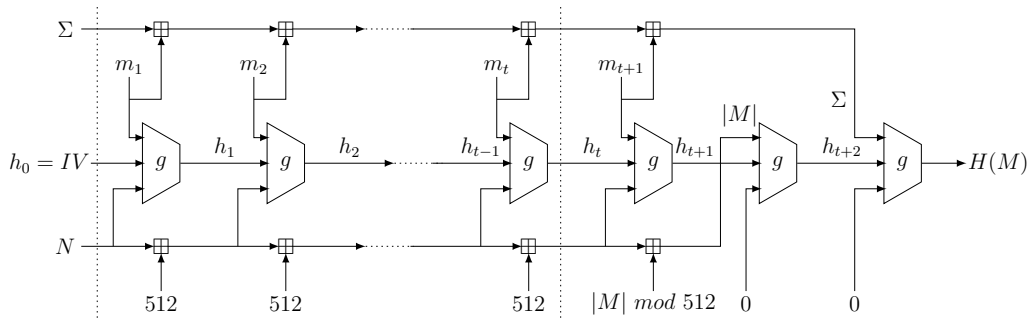 Σ
m_1 m_2 m_t m_{t+1}
|M| Σ
h_0 = IV g h_1 g h_2 h_{t−1} g h_t g h_{t+1} g h_{t+2} g H(M)
N
512 512 512 |M| mod 512 0 0